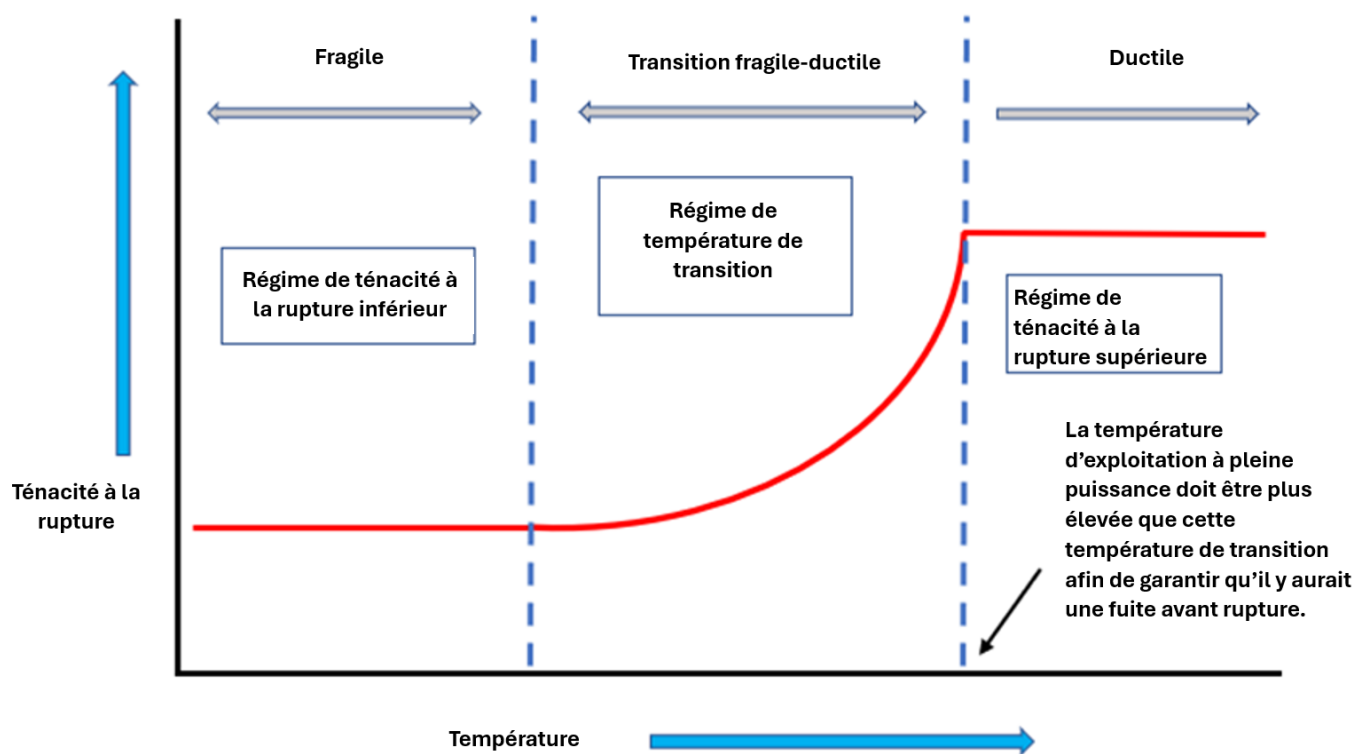 Fragile
Transition fragile-ductile
Ductile
Régime de
température de
transition
Régime de ténacité à
la rupture inférieur
Régime de
ténacité à la
rupture supérieure
La température
d’exploitation à pleine
puissance doit être plus
élevée que cette
température de transition
afin de garantir qu’il y aurait
une fuite avant rupture.
Ténacité à la
rupture
Température